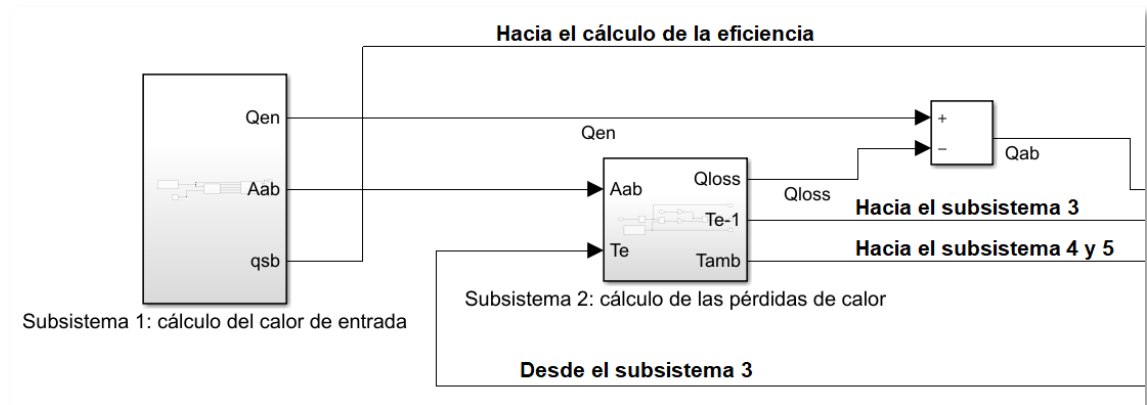 Hacia el cálculo de la eficiencia
Qen
Aab
qsb
Subsistema 1: cálculo del calor de entrada
Qen
Aab
Te
Qloss
Te-1
Tamb
Subsistema 2: cálculo de las pérdidas de calor
Qloss
+
−
Qab
Hacia el subsistema 3
Hacia el subsistema 4 y 5
Desde el subsistema 3